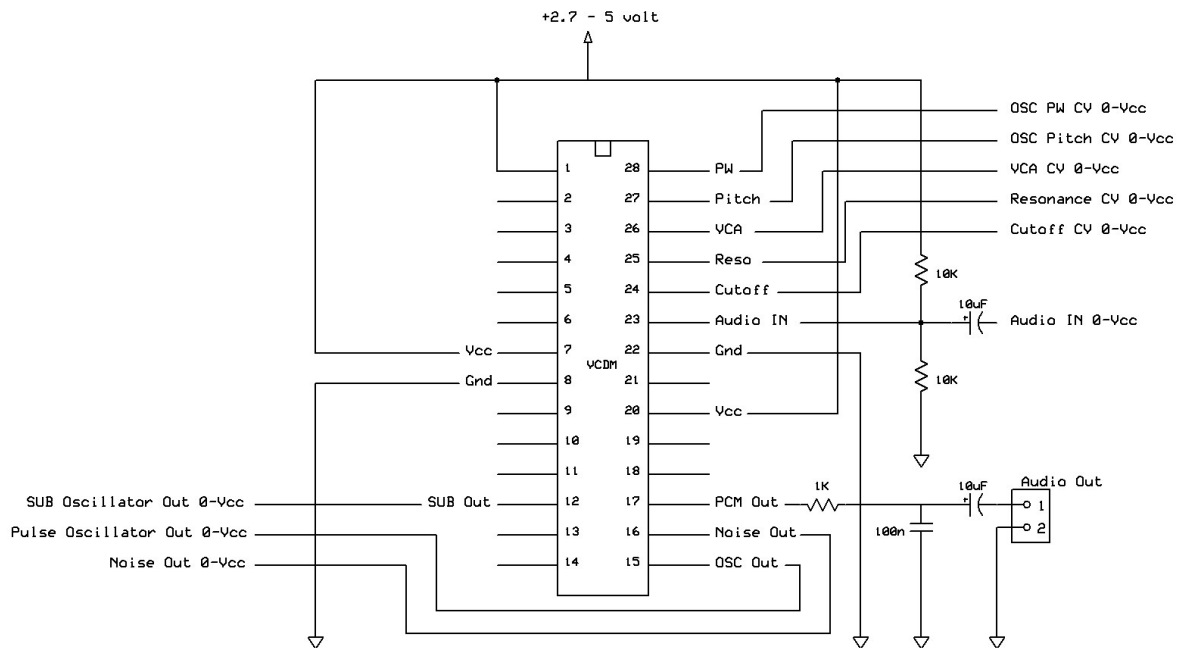 +2.7 - 5 volt
OSC PW CV 0-Vcc
OSC Pitch CV 0-Vcc
1 28 PW VCA CV 0-Vcc
2 27 Pitch Resonance CV 0-Vcc
3 26 VCA Cutoff CV 0-Vcc
4 25 Reso
10K
5 24 Cutoff
10uF
6 23 Audio IN + Audio IN 0-Vcc
Vcc 7 22 Gnd
VCDM
Gnd 8 21 10K
9 20 Vcc
10 19
11 18
1K 10uF Audio Out
SUB Oscillator Out 0-Vcc SUB Out 12 17 PCM Out + 1
Pulse Oscillator Out 0-Vcc 13 16 Noise Out 100n 2
Noise Out 0-Vcc 14 15 OSC Out